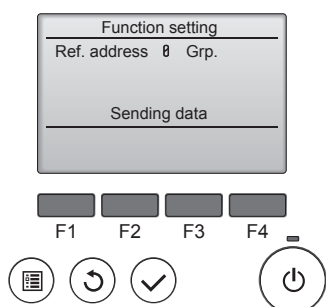 Function setting
Ref. address 0 Grp.
Sending data
F1 F2 F3 F4